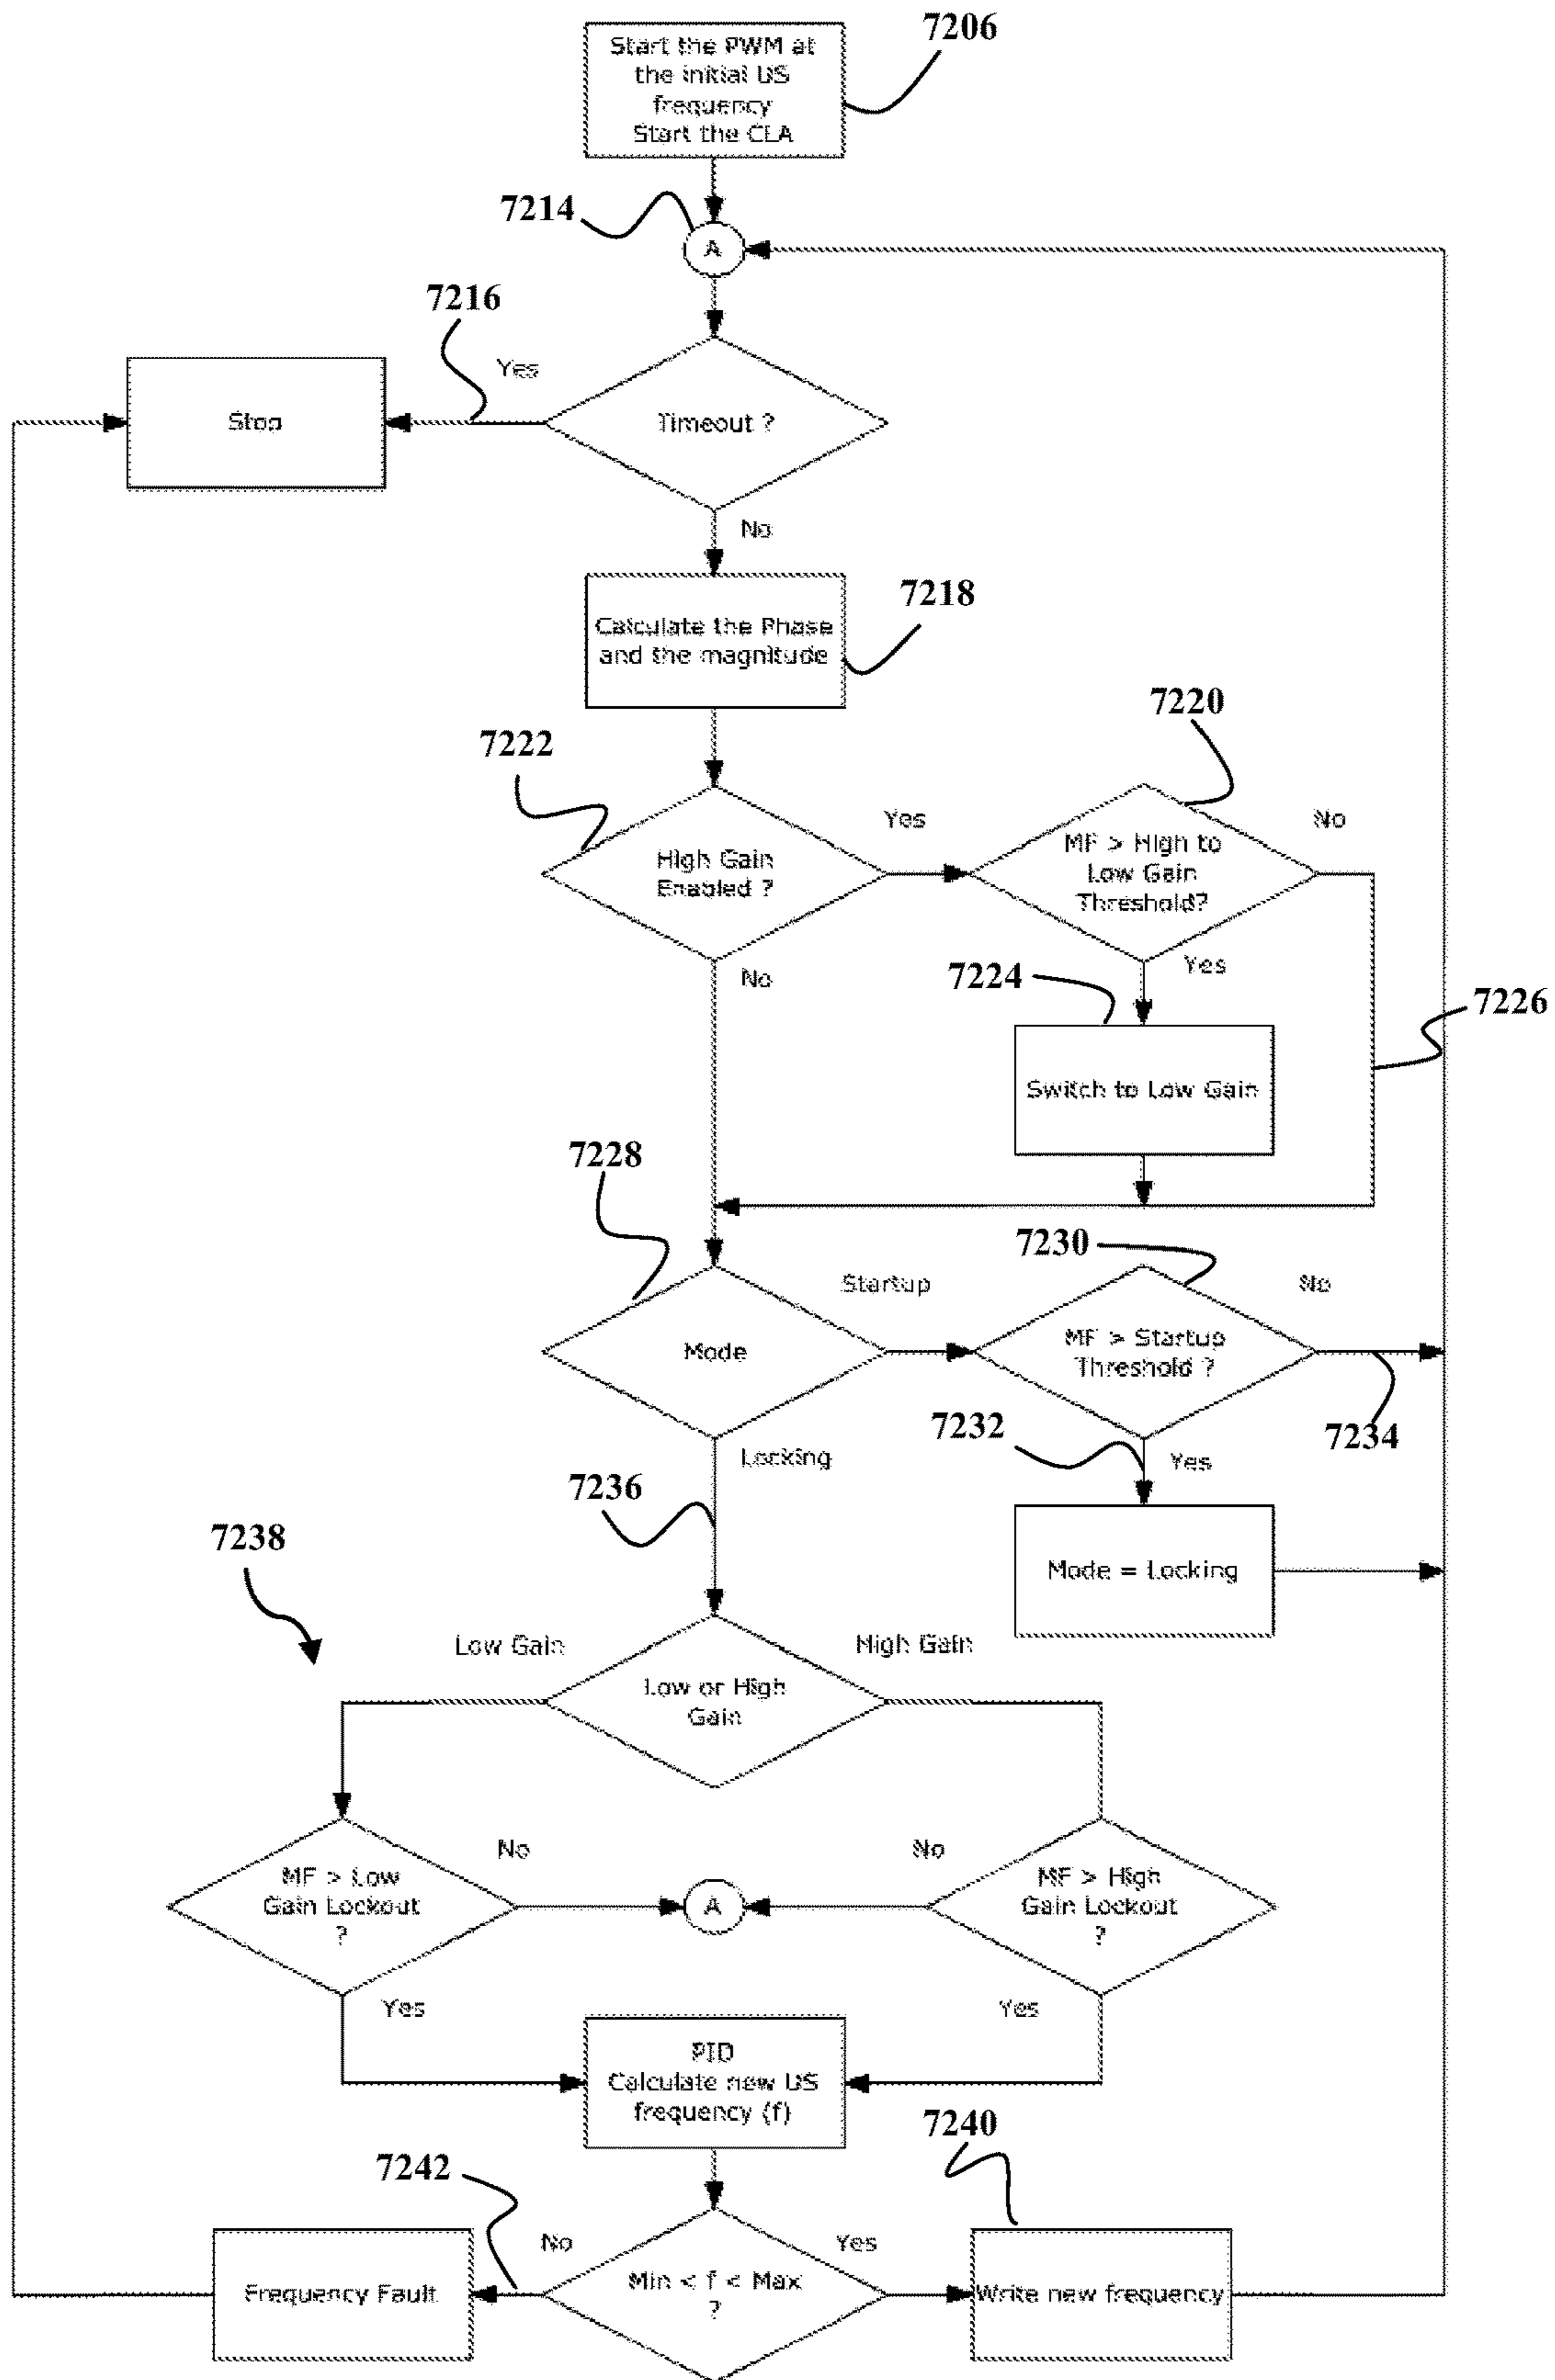 7206
Start the PWM at
the initial US
frequency
Start the CLA
7214
A
7216
Yes
Stop
Timeout ?
No
7218
Calculate the Phase
and the magnitude
7220
7222
Yes
No
High Gain
Enabled ?
MF > High to
Low Gain
Threshold?
No
Yes
7224
7226
Switch to Low Gain
7228
7230
Startup
No
Mode
MF > Startup
Threshold ?
7232
7234
Locking
Yes
7236
7238
Mode = Locking
Low Gain
High Gain
Low or High
Gain
No
No
MF > Low
Gain Lockout
?
A
MF > High
Gain Lockout
?
Yes
Yes
PID
Calculate new US
frequency (f)
7240
7242
No
Yes
Frequency Fault
Min < f < Max
?
Write new frequency